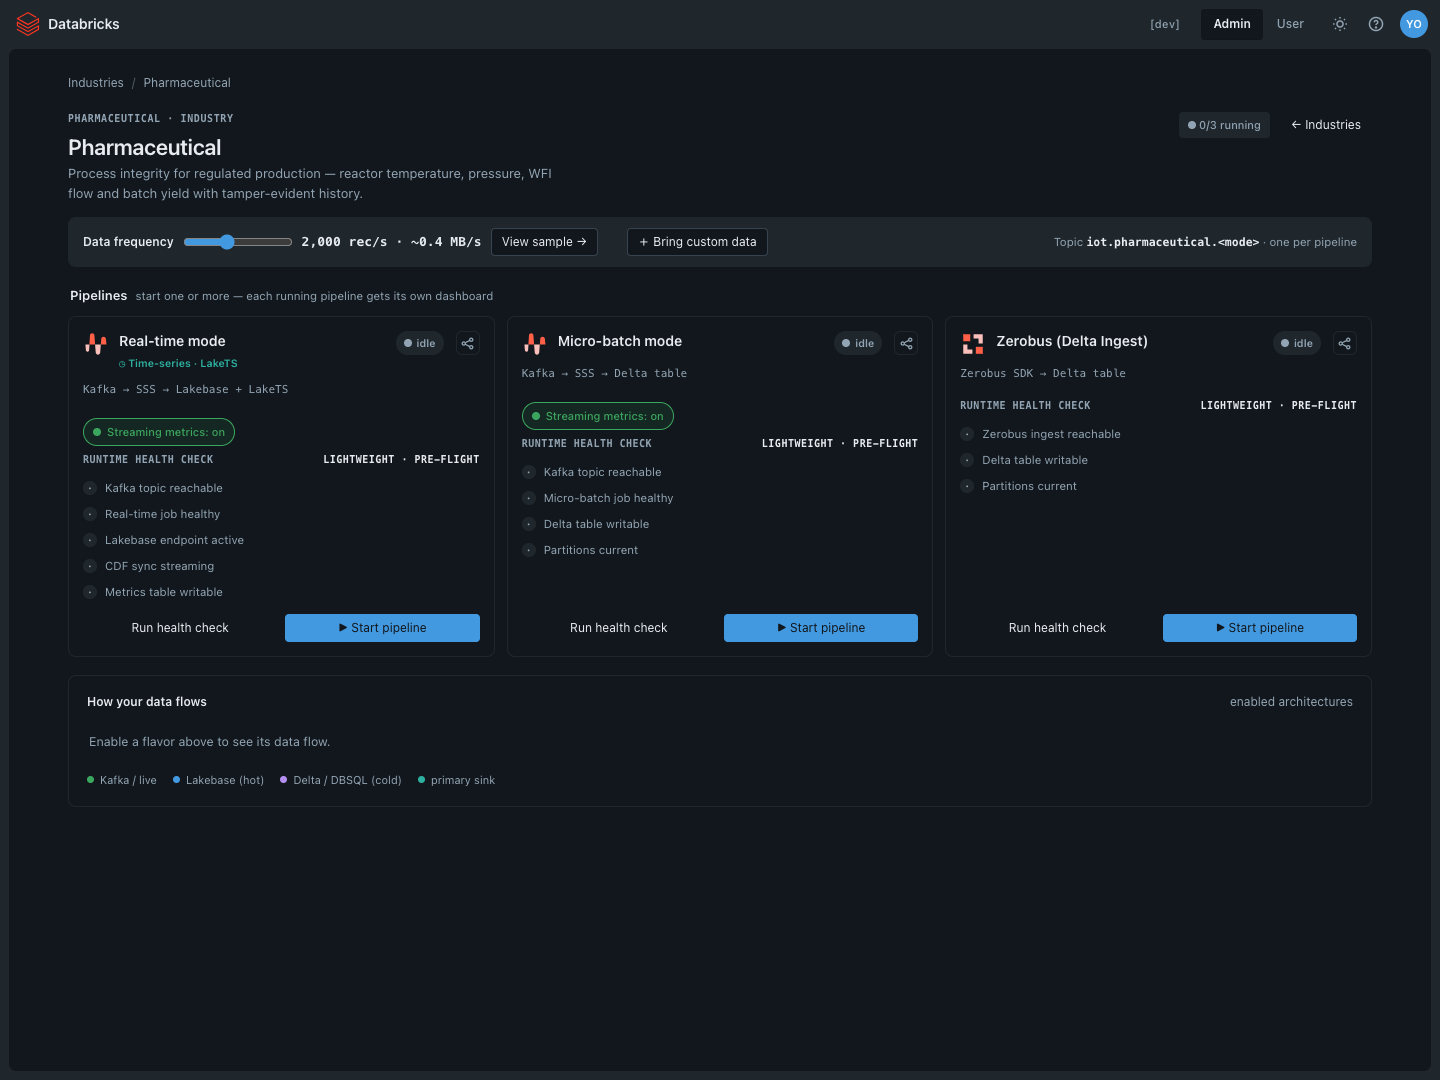 Databricks
[dev]
Admin
User
YO
Industries / Pharmaceutical
PHARMACEUTICAL · INDUSTRY
0/3 running
← Industries
Pharmaceutical
Process integrity for regulated production — reactor temperature, pressure, WFI
flow and batch yield with tamper-evident history.
Data frequency
2,000 rec/s · ~0.4 MB/s
View sample →
+ Bring custom data
Topic iot.pharmaceutical.<mode> · one per pipeline
Pipelines start one or more — each running pipeline gets its own dashboard
Real-time mode
idle
Time-series · LakeTS
Kafka → SSS → Lakebase + LakeTS
Streaming metrics: on
RUNTIME HEALTH CHECK
LIGHTWEIGHT · PRE-FLIGHT
Kafka topic reachable
Real-time job healthy
Lakebase endpoint active
CDF sync streaming
Metrics table writable
Run health check
Start pipeline
Micro-batch mode
idle
Kafka → SSS → Delta table
Streaming metrics: on
RUNTIME HEALTH CHECK
LIGHTWEIGHT · PRE-FLIGHT
Kafka topic reachable
Micro-batch job healthy
Delta table writable
Partitions current
Run health check
Start pipeline
Zerobus (Delta Ingest)
idle
Zerobus SDK → Delta table
RUNTIME HEALTH CHECK
LIGHTWEIGHT · PRE-FLIGHT
Zerobus ingest reachable
Delta table writable
Partitions current
Run health check
Start pipeline
How your data flows
enabled architectures
Enable a flavor above to see its data flow.
Kafka / live
Lakebase (hot)
Delta / DBSQL (cold)
primary sink